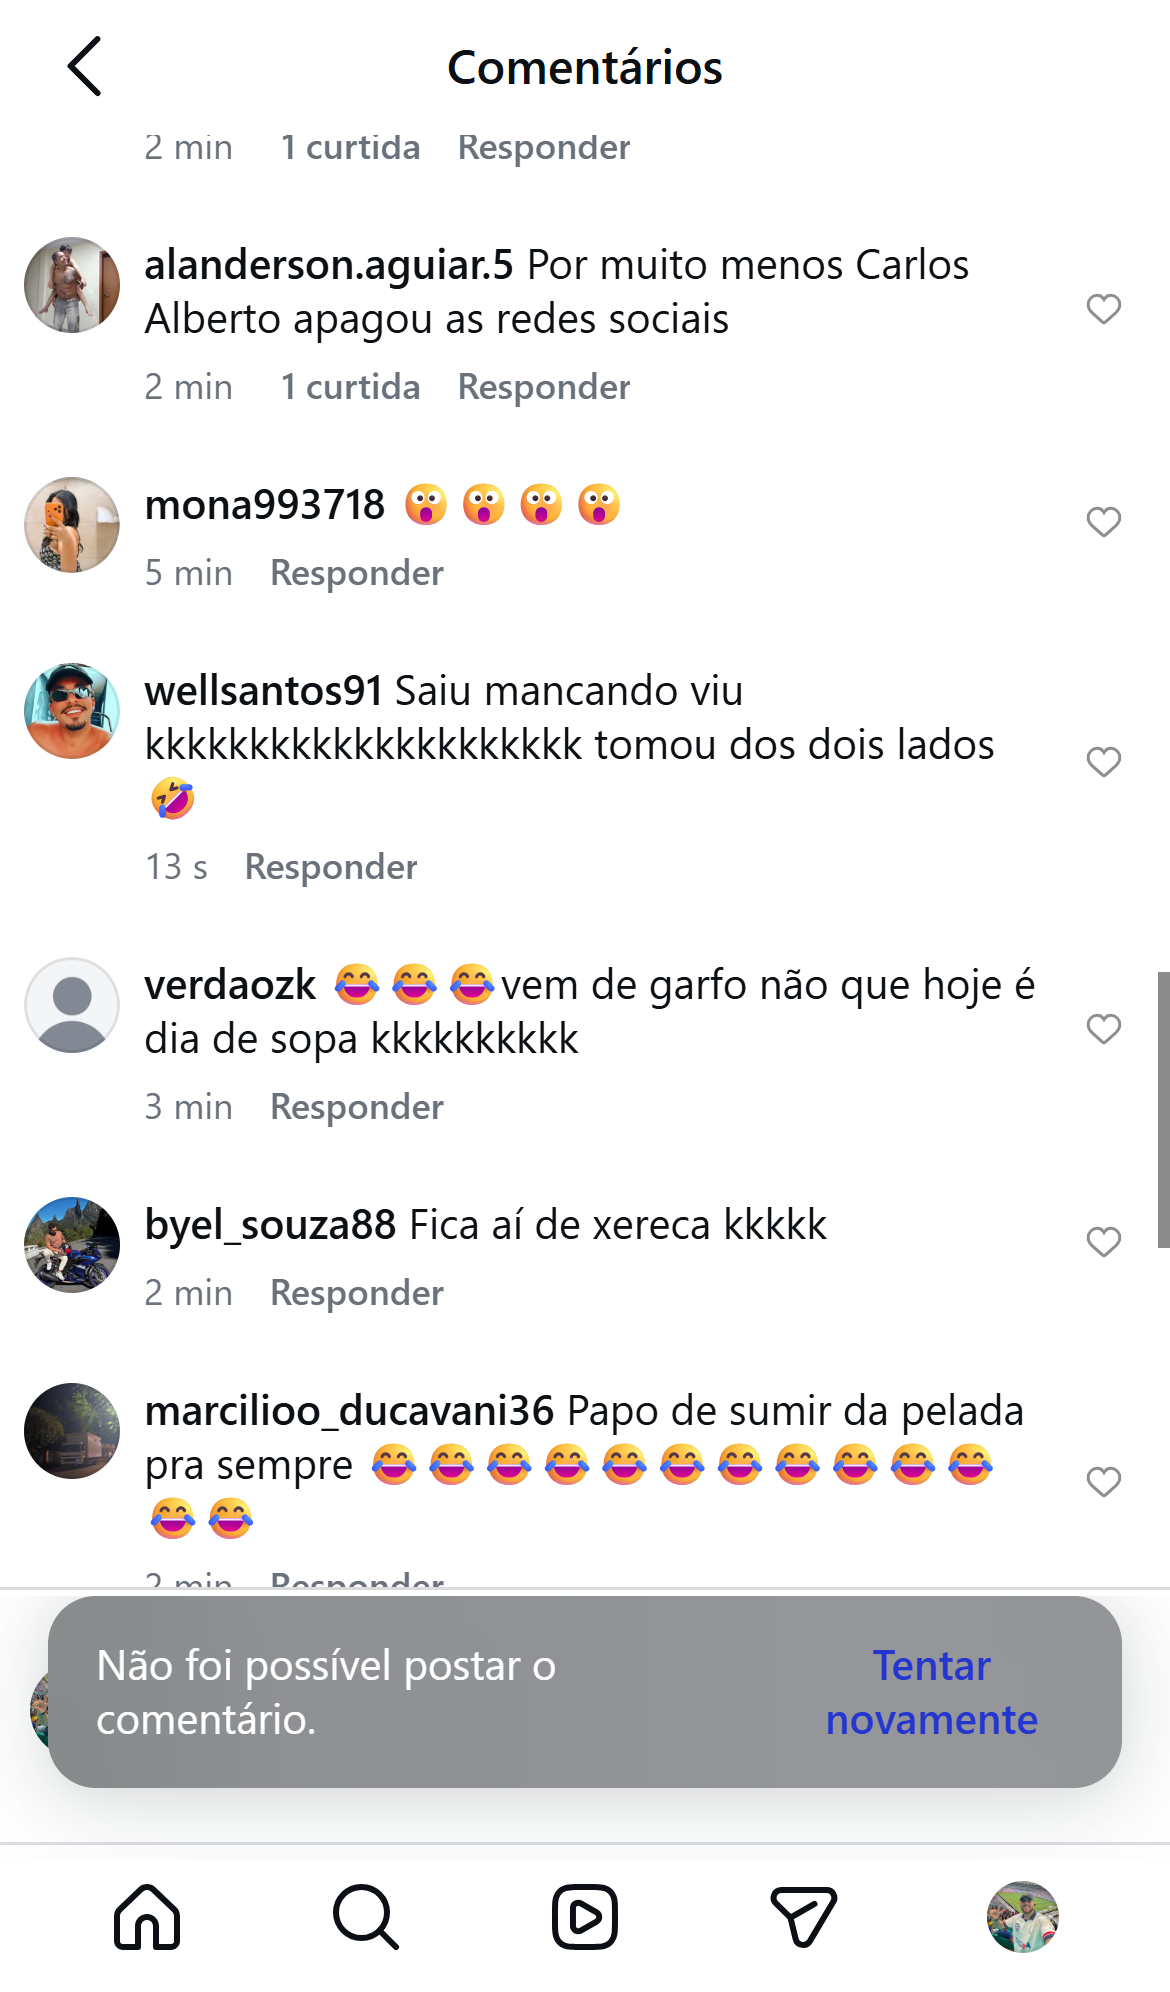 Comentários
2 min 1 curtida Responder
alanderson.aguiar.5 Por muito menos Carlos
Alberto apagou as redes sociais
2 min 1 curtida Responder
mona993718 😲😲😲😲
5 min Responder
wellsantos91 Saiu mancando viu
kkkkkkkkkkkkkkkkkkkkk tomou dos dois lados
🤣
13 s Responder
verdaozk 😂😂😂vem de garfo não que hoje é
dia de sopa kkkkkkkkkk
3 min Responder
byel_souza88 Fica aí de xereca kkkkk
2 min Responder
marcilioo_ducavani36 Papo de sumir da pelada
pra sempre 😂😂😂😂😂😂😂😂😂😂😂
😂😂
2 min Responder
Não foi possível postar o
comentário.
Tentar
novamente